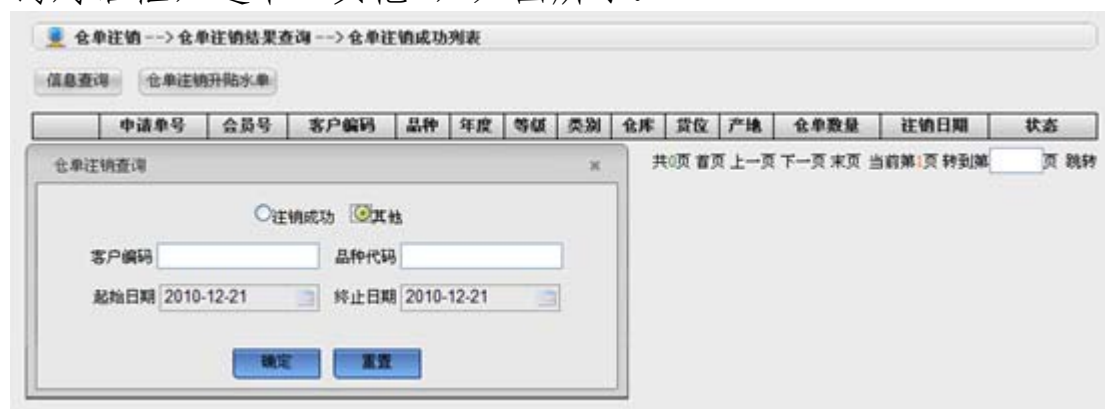 仓单注销-->仓单注销结果查询-->仓单注销成功列表
信息查询 仓单注销升贴水单
申请单号 会员号 客户编码 品种 年度 等级 类别 仓库 货位 产地 仓单数量 注销日期 状态
共0页 首页 上一页 下一页 末页 当前第1页 转到第 页 跳转
仓单注销查询 ×
注销成功 其他
客户编码 品种代码
起始日期 2010-12-21 终止日期 2010-12-21
确定 重置